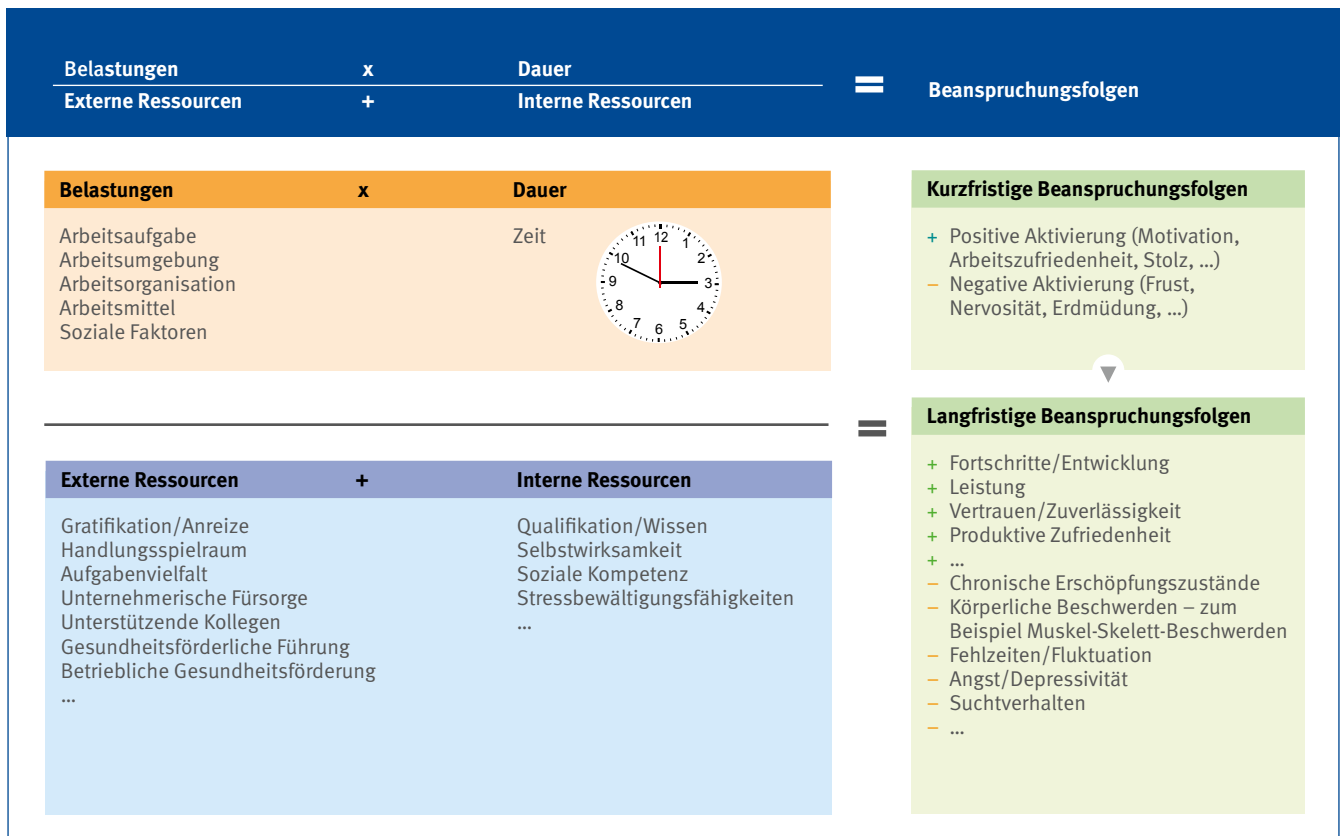 Belastungen x Dauer
Externe Ressourcen + Interne Ressourcen
= Beanspruchungsfolgen
Belastungen x Dauer
Arbeitsaufgabe
Arbeitsumgebung
Arbeitsorganisation
Arbeitsmittel
Soziale Faktoren
Zeit
12
1
2
3
4
5
6
7
8
9
10
11
Externe Ressourcen + Interne Ressourcen
Gratifikation/Anreize
Handlungsspielraum
Aufgabenvielfalt
Unternehmerische Fürsorge
Unterstützende Kollegen
Gesundheitsförderliche Führung
Betriebliche Gesundheitsförderung
...
Qualifikation/Wissen
Selbstwirksamkeit
Soziale Kompetenz
Stressbewältigungsfähigkeiten
...
=
Kurzfristige Beanspruchungsfolgen
+ Positive Aktivierung (Motivation,
Arbeitszufriedenheit, Stolz, ...)
– Negative Aktivierung (Frust,
Nervosität, Erdmüdung, ...)
Langfristige Beanspruchungsfolgen
+ Fortschritte/Entwicklung
+ Leistung
+ Vertrauen/Zuverlässigkeit
+ Produktive Zufriedenheit
+ ...
– Chronische Erschöpfungszustände
– Körperliche Beschwerden – zum
Beispiel Muskel-Skelett-Beschwerden
– Fehlzeiten/Fluktuation
– Angst/Depressivität
– Suchtverhalten
– ...